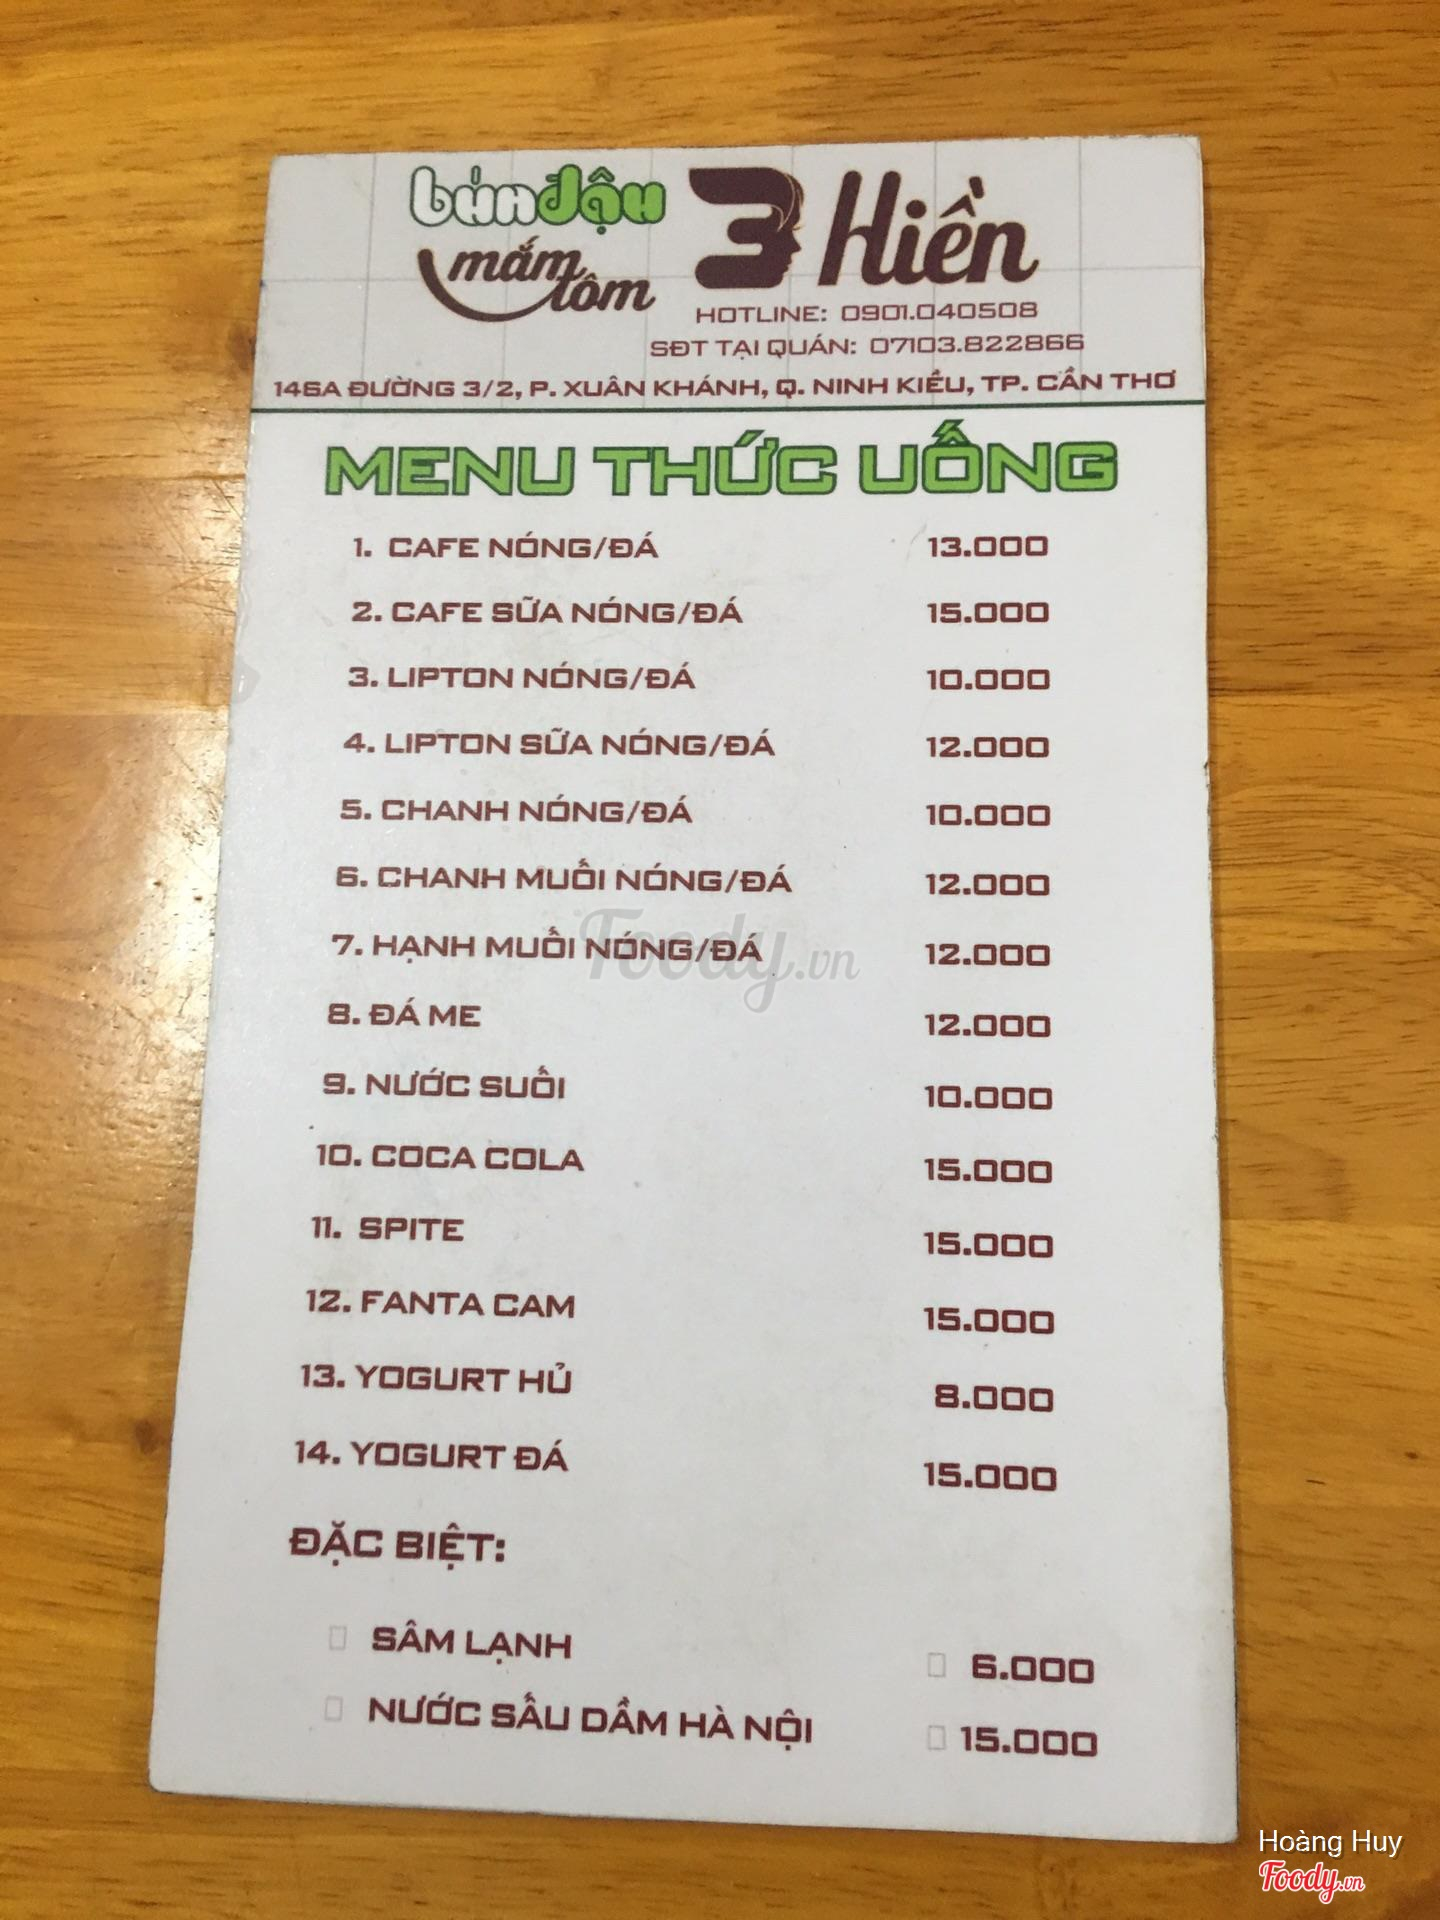 bún đậu
mắm tôm
3 Hiền
HOTLINE: 0901.040508
SĐT TẠI QUÁN: 07103.822866
146A ĐƯỜNG 3/2, P. XUÂN KHÁNH, Q. NINH KIỀU, TP. CẦN THƠ
MENU THỨC UỐNG
1. CAFE NÓNG/ĐÁ 13.000
2. CAFE SỮA NÓNG/ĐÁ 15.000
3. LIPTON NÓNG/ĐÁ 10.000
4. LIPTON SỮA NÓNG/ĐÁ 12.000
5. CHANH NÓNG/ĐÁ 10.000
6. CHANH MUỐI NÓNG/ĐÁ 12.000
7. HẠNH MUỐI NÓNG/ĐÁ 12.000
8. ĐÁ ME 12.000
9. NƯỚC SUỐI 10.000
10. COCA COLA 15.000
11. SPITE 15.000
12. FANTA CAM 15.000
13. YOGURT HỦ 8.000
14. YOGURT ĐÁ 15.000
ĐẶC BIỆT:
SÂM LẠNH 6.000
NƯỚC SẤU DẦM HÀ NỘI 15.000
Foody.vn
Hoàng Huy
Foody.vn